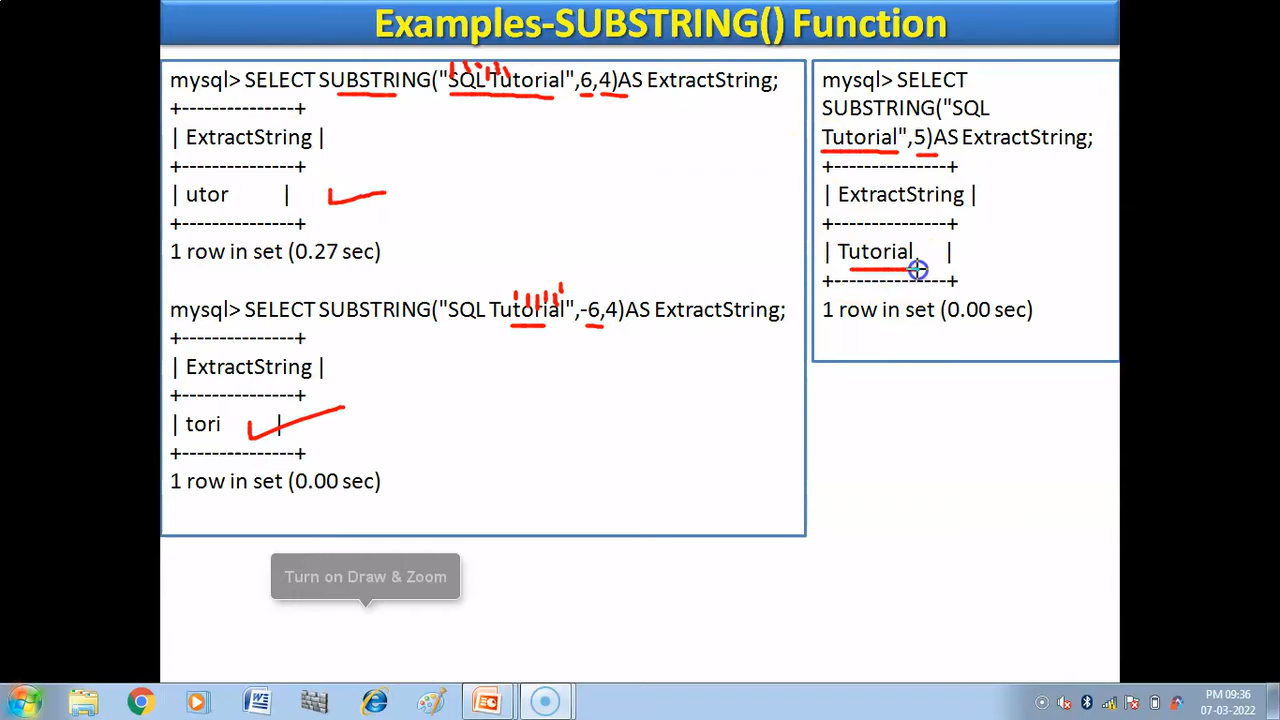 Examples-SUBSTRING() Function
mysql> SELECT SUBSTRING("SQL Tutorial",6,4)AS ExtractString;
+---------------+
| ExtractString |
+---------------+
| utor |
+---------------+
1 row in set (0.27 sec)
mysql> SELECT SUBSTRING("SQL Tutorial",-6,4)AS ExtractString;
+---------------+
| ExtractString |
+---------------+
| tori |
+---------------+
1 row in set (0.00 sec)
mysql> SELECT
SUBSTRING("SQL
Tutorial",5)AS ExtractString;
+---------------+
| ExtractString |
+---------------+
| Tutorial |
+---------------+
1 row in set (0.00 sec)
Turn on Draw & Zoom
PM 09:36
07-03-2022